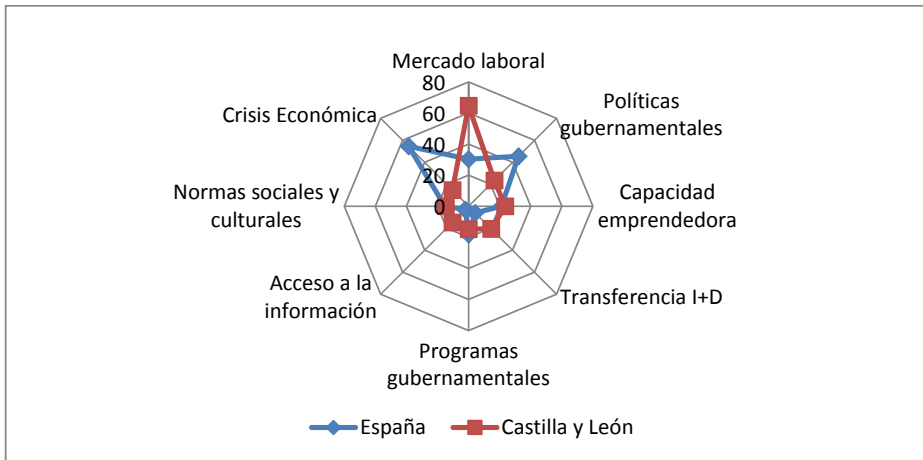 Mercado laboral
80
60
40
20
0
Políticas
gubernamentales
Capacidad
emprendedora
Transferencia I+D
Programas
gubernamentales
Acceso a la
información
Normas sociales y
culturales
Crisis Económica
España
Castilla y León